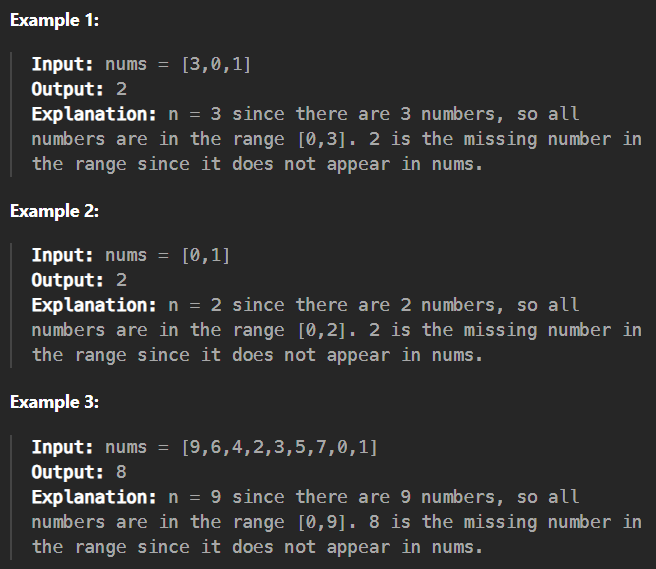 Example 1:
Input: nums = [3,0,1]
Output: 2
Explanation: n = 3 since there are 3 numbers, so all
numbers are in the range [0,3]. 2 is the missing number in
the range since it does not appear in nums.
Example 2:
Input: nums = [0,1]
Output: 2
Explanation: n = 2 since there are 2 numbers, so all
numbers are in the range [0,2]. 2 is the missing number in
the range since it does not appear in nums.
Example 3:
Input: nums = [9,6,4,2,3,5,7,0,1]
Output: 8
Explanation: n = 9 since there are 9 numbers, so all
numbers are in the range [0,9]. 8 is the missing number in
the range since it does not appear in nums.